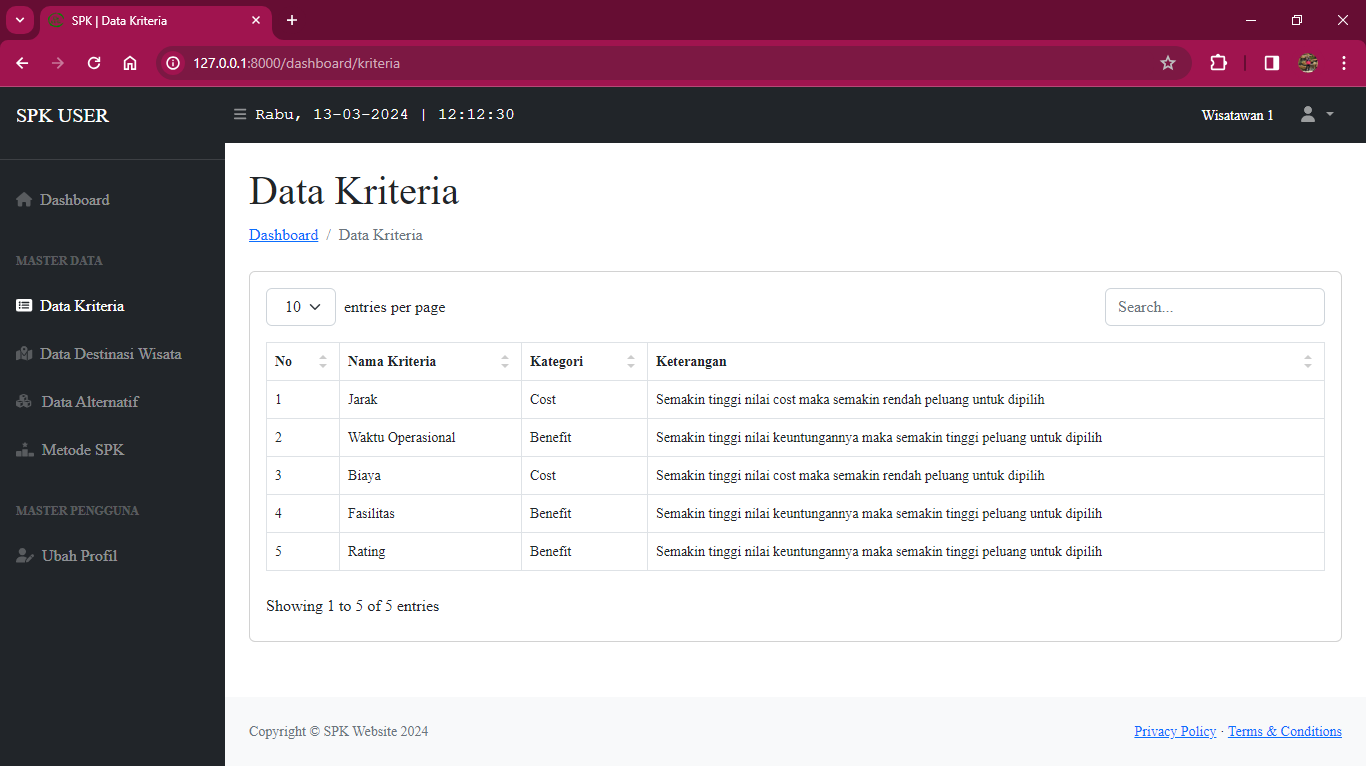 SPK | Data Kriteria
127.0.0.1:8000/dashboard/kriteria
SPK USER
Rabu, 13-03-2024 | 12:12:30
Wisatawan 1
Dashboard
MASTER DATA
Data Kriteria
Data Destinasi Wisata
Data Alternatif
Metode SPK
MASTER PENGGUNA
Ubah Profil
Data Kriteria
Dashboard / Data Kriteria
10 entries per page
Search...
No Nama Kriteria Kategori Keterangan
1 Jarak Cost Semakin tinggi nilai cost maka semakin rendah peluang untuk dipilih
2 Waktu Operasional Benefit Semakin tinggi nilai keuntungannya maka semakin tinggi peluang untuk dipilih
3 Biaya Cost Semakin tinggi nilai cost maka semakin rendah peluang untuk dipilih
4 Fasilitas Benefit Semakin tinggi nilai keuntungannya maka semakin tinggi peluang untuk dipilih
5 Rating Benefit Semakin tinggi nilai keuntungannya maka semakin tinggi peluang untuk dipilih
Showing 1 to 5 of 5 entries
Copyright © SPK Website 2024
Privacy Policy · Terms & Conditions